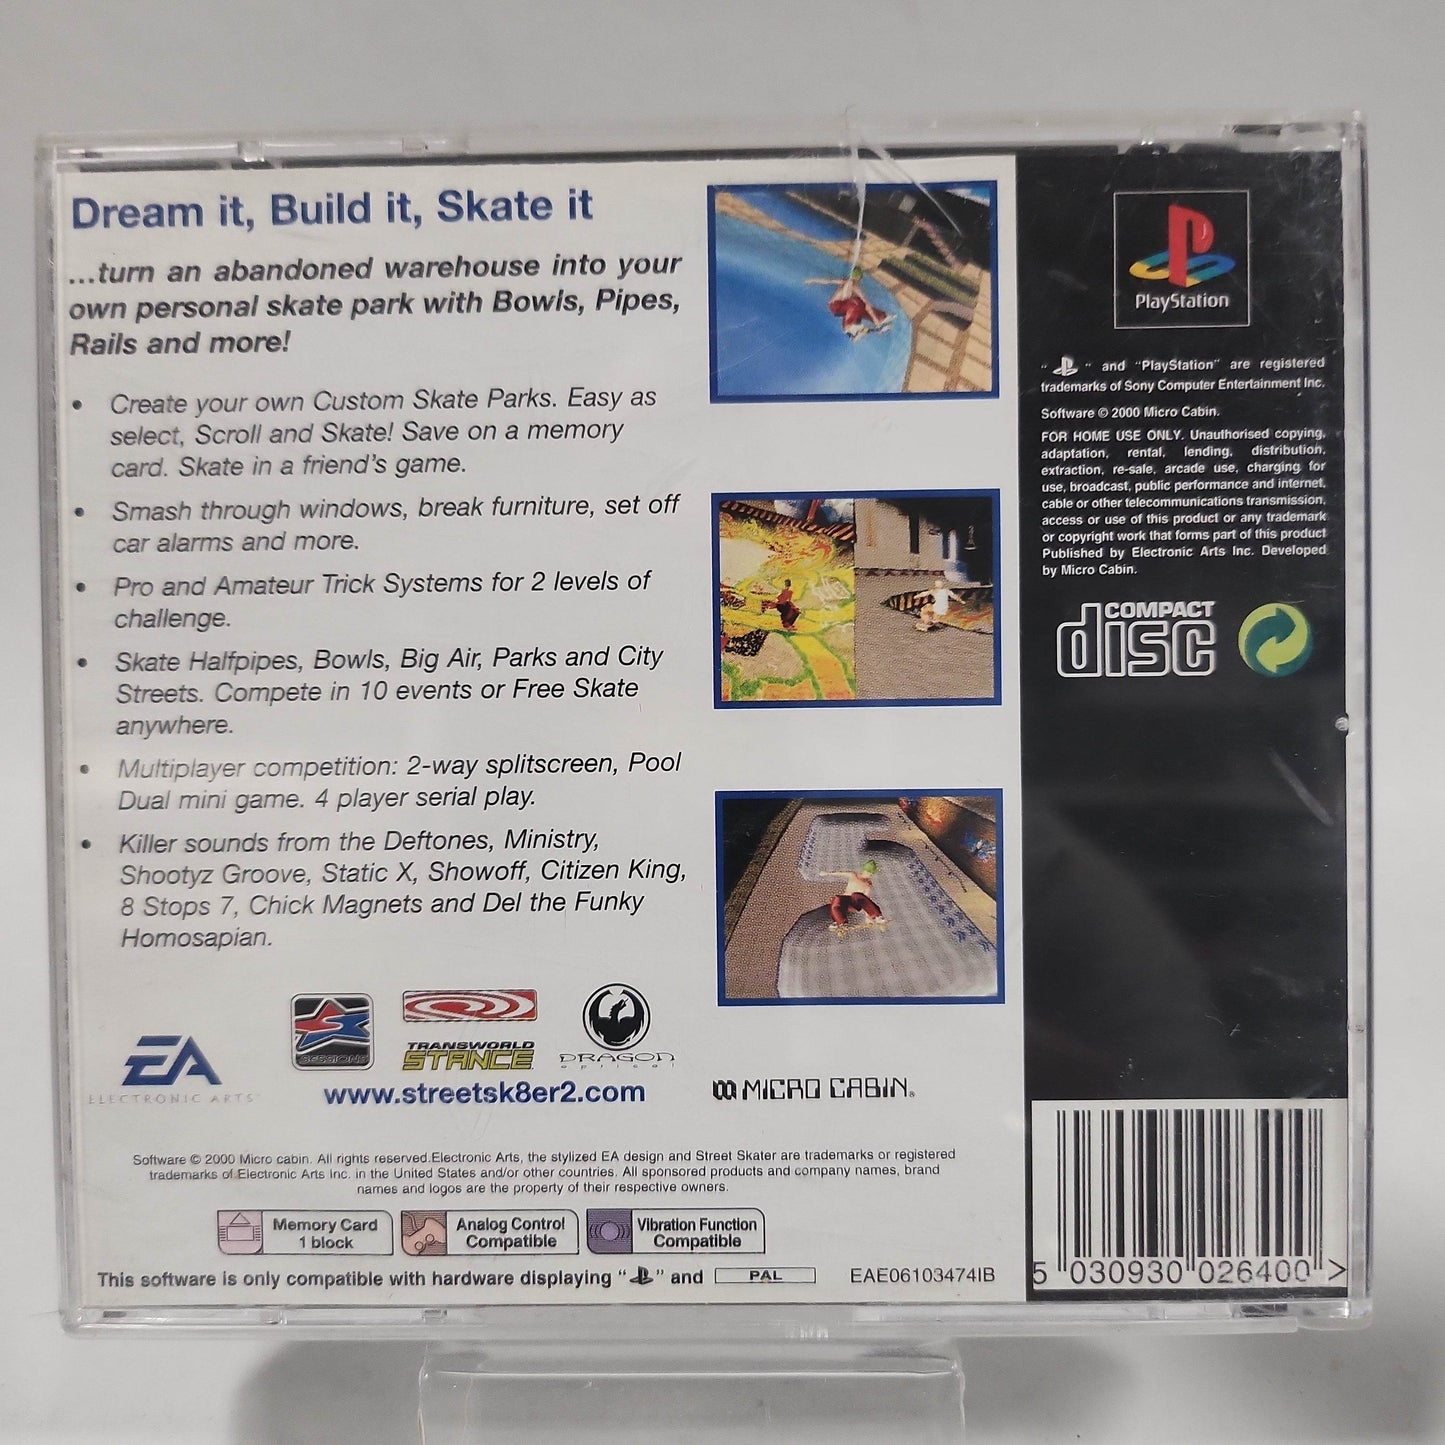 Dream it, Build it, Skate it
...turn an abandoned warehouse into your
own personal skate park with Bowls, Pipes,
Rails and more!
• Create your own Custom Skate Parks. Easy as
select, Scroll and Skate! Save on a memory
card. Skate in a friend's game.
• Smash through windows, break furniture, set off
car alarms and more.
• Pro and Amateur Trick Systems for 2 levels of
challenge.
• Skate Halfpipes, Bowls, Big Air, Parks and City
Streets. Compete in 10 events or Free Skate
anywhere.
• Multiplayer competition: 2-way splitscreen, Pool
Dual mini game. 4 player serial play.
• Killer sounds from the Deftones, Ministry,
Shootyz Groove, Static X, Showoff, Citizen King,
8 Stops 7, Chick Magnets and Del the Funky
Homosapian.
EA
ELECTRONIC ARTS
SESSIONS
TRANSWORLD
STANCE
DRAGON
optical
www.streetsk8er2.com
MICRO CABIN®
Software © 2000 Micro cabin. All rights reserved.Electronic Arts, the stylized EA design and Street Skater are trademarks or registered
trademarks of Electronic Arts Inc. in the United States and/or other countries. All sponsored products and company names, brand
names and logos are the property of their respective owners.
Memory Card
1 block
Analog Control
Compatible
Vibration Function
Compatible
This software is only compatible with hardware displaying " " and PAL EAE06103474IB
PlayStation
" " and "PlayStation" are registered
trademarks of Sony Computer Entertainment Inc.
Software © 2000 Micro Cabin.
FOR HOME USE ONLY. Unauthorised copying,
adaptation, rental, lending, distribution,
extraction, re-sale, arcade use, charging for
use, broadcast, public performance and internet,
cable or other telecommunications transmission,
access or use of this product or any trademark
or copyright work that forms part of this product
Published by Electronic Arts Inc. Developed
by Micro Cabin.
COMPACT
disc
5 030930 026400 >